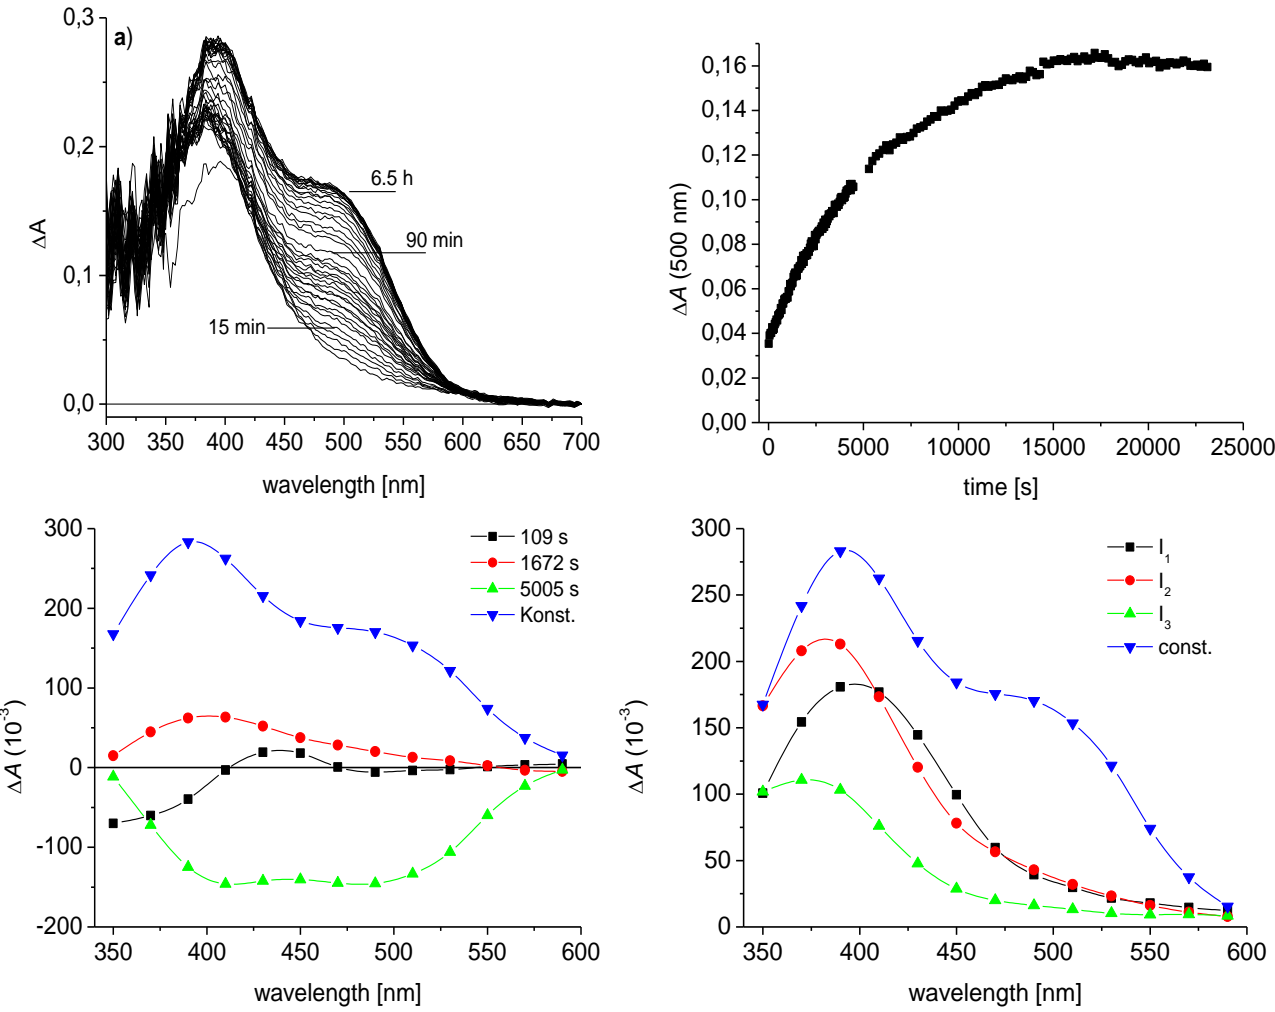 a)
0,3
0,2
0,1
0,0
ΔA
6.5 h
90 min
15 min
300 350 400 450 500 550 600 650 700
wavelength [nm]
0,16
0,14
0,12
0,10
0,08
0,06
0,04
0,02
0,00
ΔA (500 nm)
0 5000 10000 15000 20000 25000
time [s]
300
200
100
0
-100
-200
ΔA (10⁻³)
109 s
1672 s
5005 s
Konst.
350 400 450 500 550 600
wavelength [nm]
300
250
200
150
100
50
0
ΔA (10⁻³)
I₁
I₂
I₃
const.
350 400 450 500 550 600
wavelength [nm]